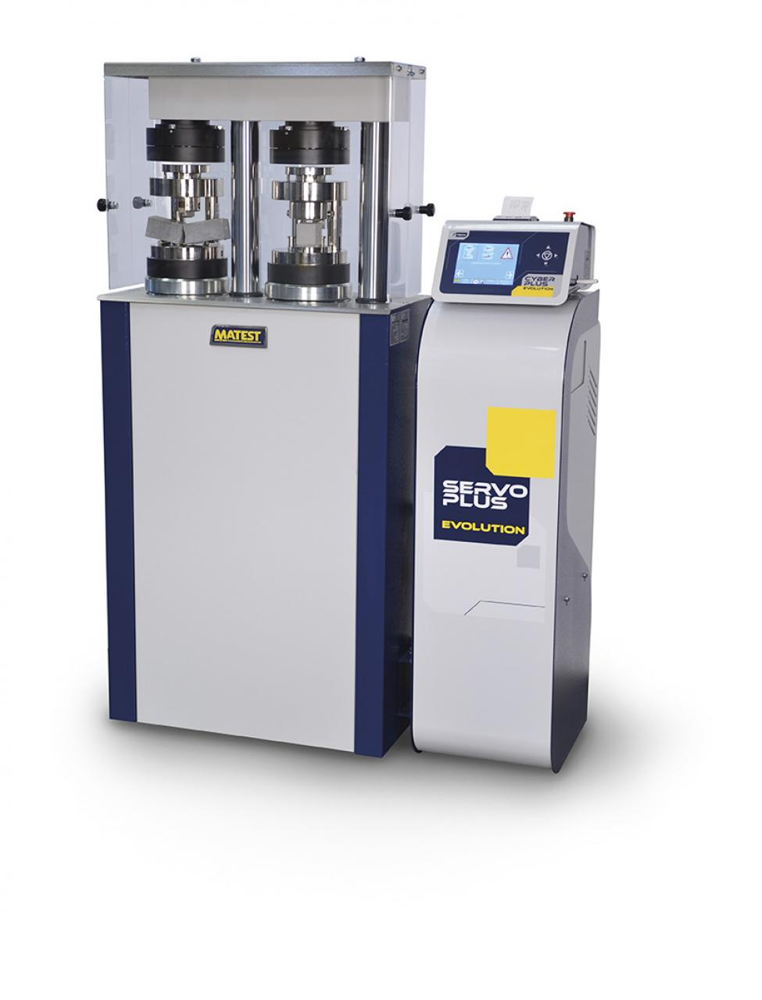 MATEST
CYBER
PLUS
EVOLUTION
SERVO
PLUS
EVOLUTION